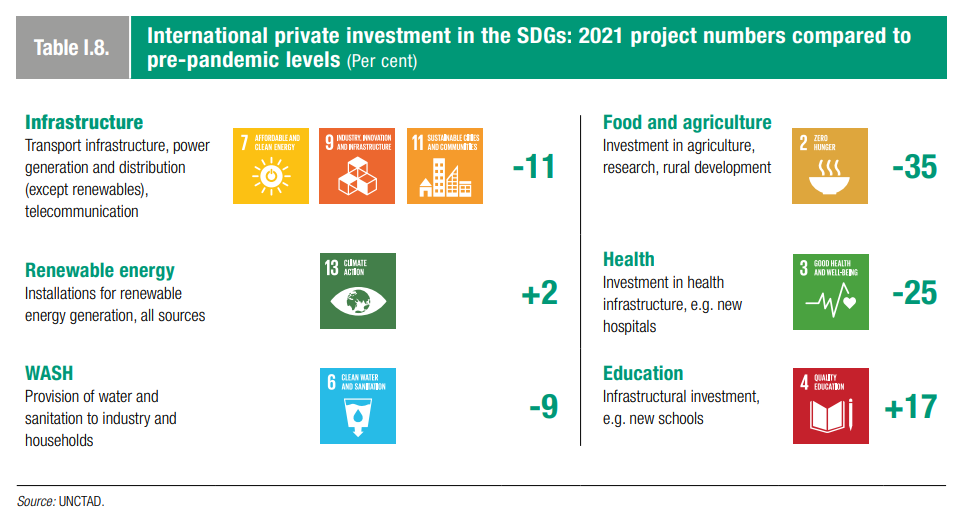 Table I.8.
International private investment in the SDGs: 2021 project numbers compared to
pre-pandemic levels (Per cent)
Infrastructure
Transport infrastructure, power
generation and distribution
(except renewables),
telecommunication
7 AFFORDABLE AND
CLEAN ENERGY
9 INDUSTRY, INNOVATION
AND INFRASTRUCTURE
11 SUSTAINABLE CITIES
AND COMMUNITIES
-11
Renewable energy
Installations for renewable
energy generation, all sources
13 CLIMATE
ACTION
+2
WASH
Provision of water and
sanitation to industry and
households
6 CLEAN WATER
AND SANITATION
-9
Food and agriculture
Investment in agriculture,
research, rural development
2 ZERO
HUNGER
-35
Health
Investment in health
infrastructure, e.g. new
hospitals
3 GOOD HEALTH
AND WELL-BEING
-25
Education
Infrastructural investment,
e.g. new schools
4 QUALITY
EDUCATION
+17
Source: UNCTAD.